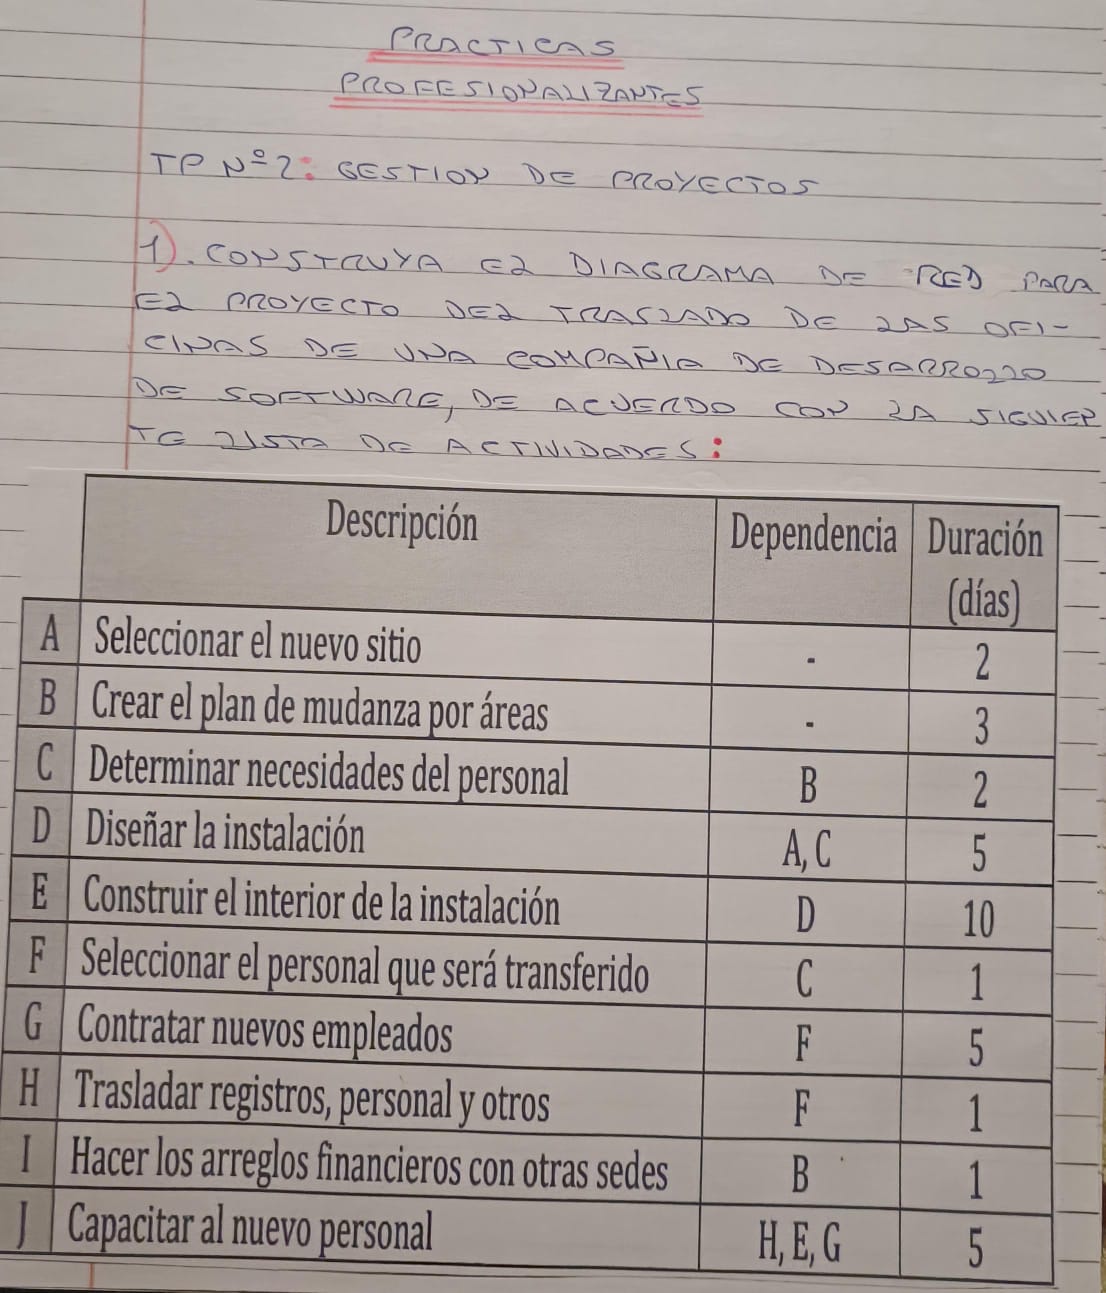 PRACTICAS
PROFESIONALIZANTES
TP Nº2: GESTION DE PROYECTOS
1). CONSTRUYA EL DIAGRAMA DE RED PARA
EL PROYECTO DEL TRASLADO DE LAS OFI-
CINAS DE UNA COMPAÑIA DE DESARROLLO
DE SOFTWARE, DE ACUERDO CON LA SIGUIEN
TE LISTA DE ACTIVIDADES:
Descripción Dependencia Duración
(días)
A Seleccionar el nuevo sitio - 2
B Crear el plan de mudanza por áreas - 3
C Determinar necesidades del personal B 2
D Diseñar la instalación A, C 5
E Construir el interior de la instalación D 10
F Seleccionar el personal que será transferido C 1
G Contratar nuevos empleados F 5
H Trasladar registros, personal y otros F 1
I Hacer los arreglos financieros con otras sedes B 1
J Capacitar al nuevo personal H, E, G 5